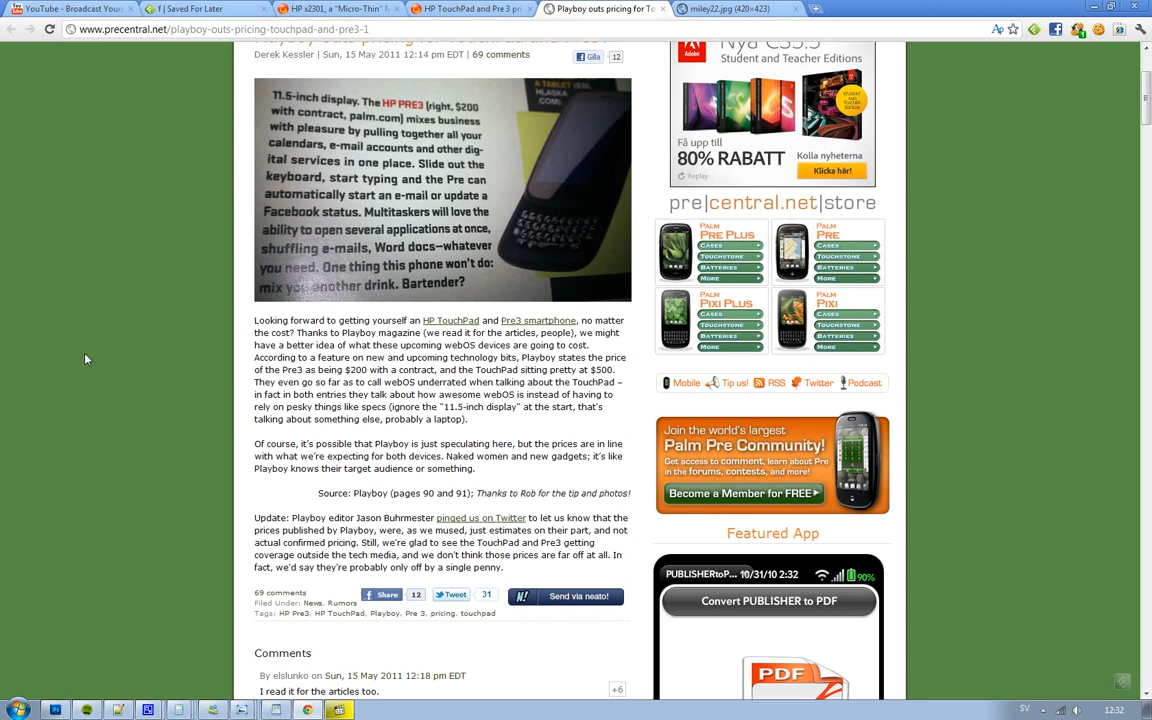 YouTube - Broadcast Yours
f | Saved For Later
HP x2301, a "Micro-Thin" M
HP TouchPad and Pre 3 pri
Playboy outs pricing for To
miley22.jpg (420×423)
www.precentral.net/playboy-outs-pricing-touchpad-and-pre3-1
Derek Kessler | Sun, 15 May 2011 12:14 pm EDT | 69 comments
Gilla
12
11.5-inch display. The HP PRE3 (right, $200
with contract, palm.com) mixes business
with pleasure by pulling together all your
calendars, e-mail accounts and other dig-
ital services in one place. Slide out the
keyboard, start typing and the Pre can
automatically start an e-mail or update a
Facebook status. Multitaskers will love the
ability to open several applications at once,
shuffling e-mails, Word docs—whatever
you need. One thing this phone won't do:
mix you another drink. Bartender?
A TABLET
HLASKA
.COM)
Looking forward to getting yourself an HP TouchPad and Pre3 smartphone, no matter
the cost? Thanks to Playboy magazine (we read it for the articles, people), we might
have a better idea of what these upcoming webOS devices are going to cost.
According to a feature on new and upcoming technology bits, Playboy states the price
of the Pre3 as being $200 with a contract, and the TouchPad sitting pretty at $500.
They even go so far as to call webOS underrated when talking about the TouchPad –
in fact in both entries they talk about how awesome webOS is instead of having to
rely on pesky things like specs (ignore the "11.5-inch display" at the start, that's
talking about something else, probably a laptop).
Of course, it's possible that Playboy is just speculating here, but the prices are in line
with what we're expecting for both devices. Naked women and new gadgets; it's like
Playboy knows their target audience or something.
Source: Playboy (pages 90 and 91); Thanks to Rob for the tip and photos!
Update: Playboy editor Jason Buhrmester pinged us on Twitter to let us know that the
prices published by Playboy, were, as we mused, just estimates on their part, and not
actual confirmed pricing. Still, we're glad to see the TouchPad and Pre3 getting
coverage outside the tech media, and we don't think those prices are far off at all. In
fact, we'd say they're probably only off by a single penny.
69 comments
Filed Under: News, Rumors
Tags: HP Pre3, HP TouchPad, Playboy, Pre 3, pricing, touchpad
Share
12
Tweet
31
N!
Send via neato!
Comments
By elslunko on Sun, 15 May 2011 12:18 pm EDT
I read it for the articles too.
+6
Adobe
Nya CS5.5
Student and Teacher Editions
Få upp till
80% RABATT
Replay
Kolla nyheterna
Klicka här!
pre|central.net|store
PALM
PRE PLUS
CASES
TOUCHSTONE
BATTERIES
MORE
PALM
PRE
CASES
TOUCHSTONE
BATTERIES
MORE
PALM
PIXI PLUS
CASES
TOUCHSTONE
BATTERIES
MORE
PALM
PIXI
CASES
TOUCHSTONE
BATTERIES
MORE
Mobile
Tip us!
RSS
Twitter
Podcast
Join the world's largest
Palm Pre Community!
Get access to comment, learn about Pre
in the forums, contests, and more!
Become a Member for FREE
Featured App
PUBLISHERtoP... 10/31/10 2:32
90%
Convert PUBLISHER to PDF
PDF
SV
12:32